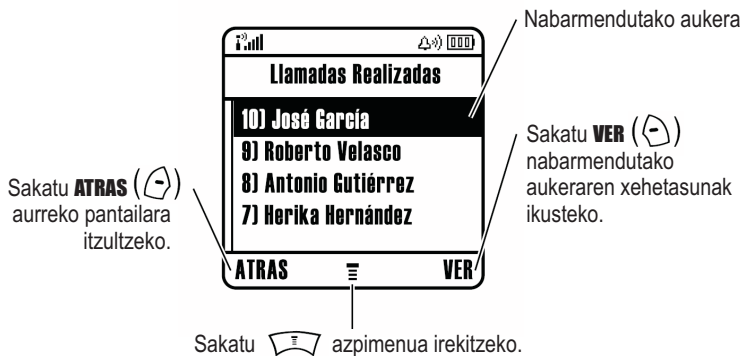 Nabarmendutako aukera
Llamadas Realizadas
10) José García
9) Roberto Velasco
8) Antonio Gutiérrez
7) Herika Hernández
ATRAS
VER
Sakatu VER ( )
nabarmendutako
aukeraren xehetasunak
ikusteko.
Sakatu ATRAS ( )
aurreko pantailara
itzultzeko.
Sakatu azpimenua irekitzeko.